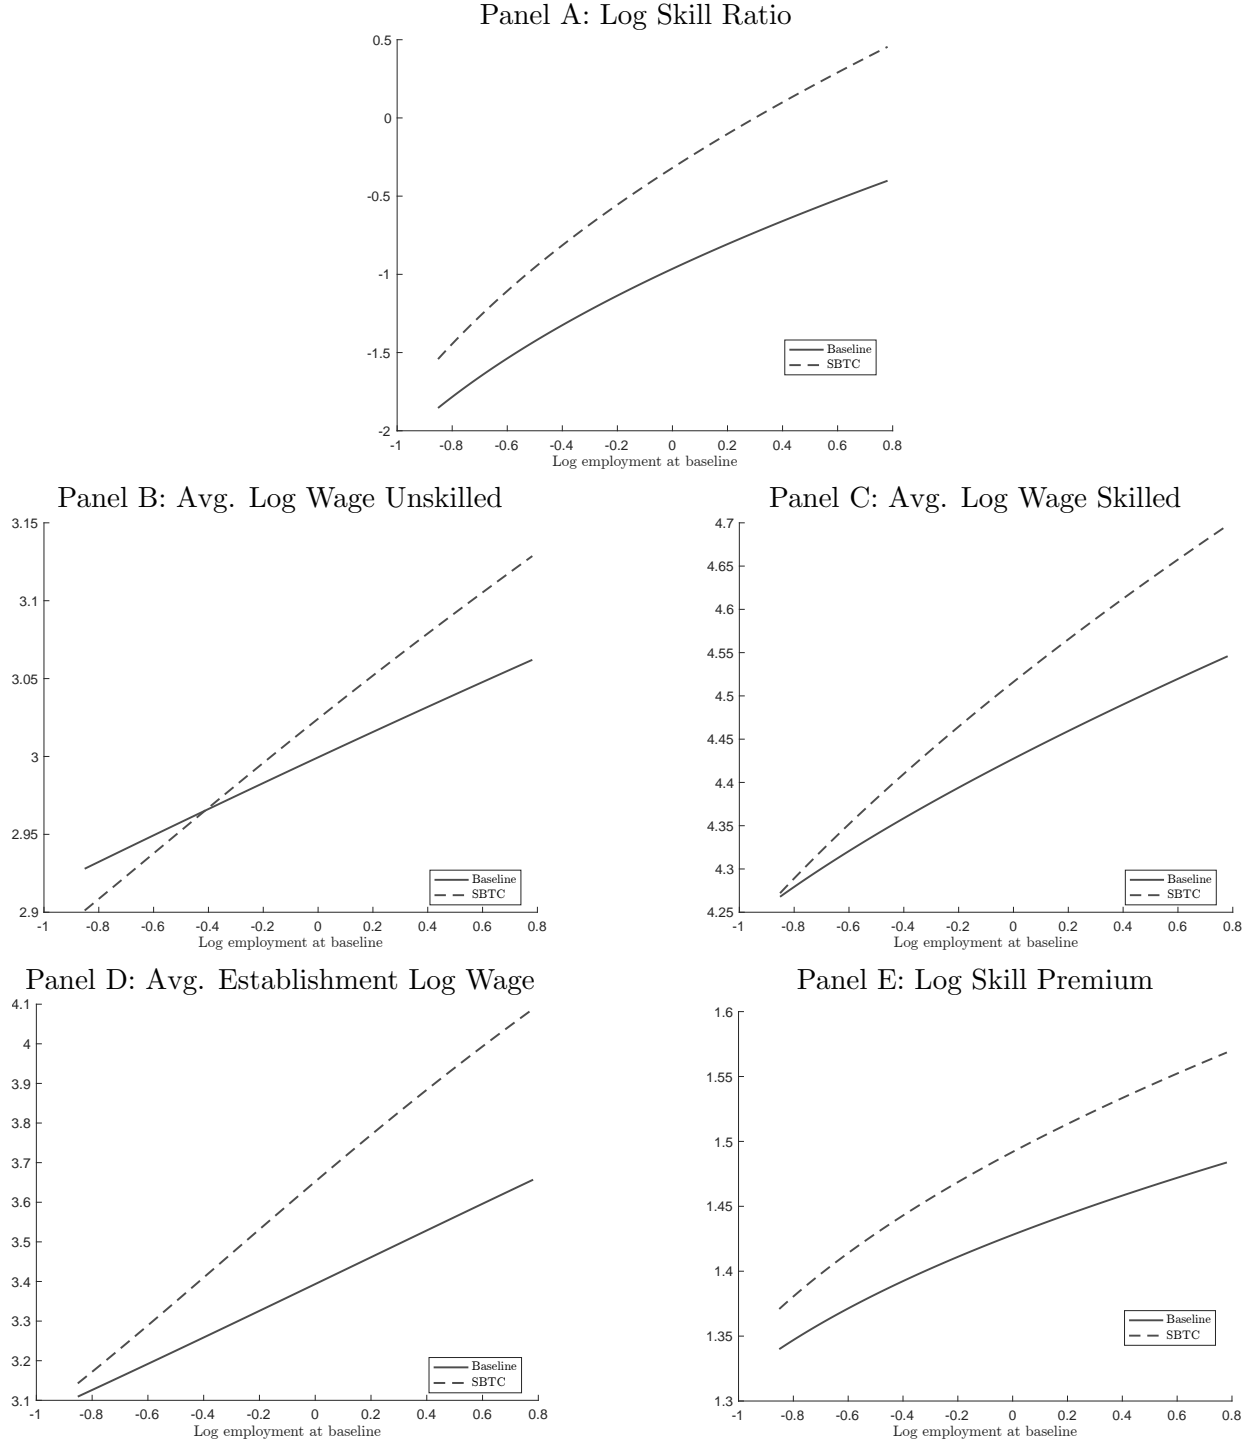 Panel A: Log Skill Ratio
0.5
0
-0.5
-1
-1.5
-2
Baseline
SBTC
-1 -0.8 -0.6 -0.4 -0.2 0 0.2 0.4 0.6 0.8
Log employment at baseline
Panel B: Avg. Log Wage Unskilled
3.15
3.1
3.05
3
2.95
2.9
Baseline
SBTC
-1 -0.8 -0.6 -0.4 -0.2 0 0.2 0.4 0.6 0.8
Log employment at baseline
Panel C: Avg. Log Wage Skilled
4.7
4.65
4.6
4.55
4.5
4.45
4.4
4.35
4.3
4.25
Baseline
SBTC
-1 -0.8 -0.6 -0.4 -0.2 0 0.2 0.4 0.6 0.8
Log employment at baseline
Panel D: Avg. Establishment Log Wage
4.1
4
3.9
3.8
3.7
3.6
3.5
3.4
3.3
3.2
3.1
Baseline
SBTC
-1 -0.8 -0.6 -0.4 -0.2 0 0.2 0.4 0.6 0.8
Log employment at baseline
Panel E: Log Skill Premium
1.6
1.55
1.5
1.45
1.4
1.35
1.3
Baseline
SBTC
-1 -0.8 -0.6 -0.4 -0.2 0 0.2 0.4 0.6 0.8
Log employment at baseline